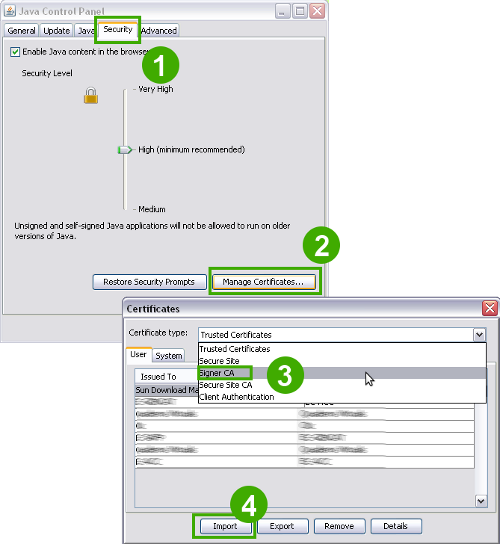 Java Control Panel
General Update Java Security Advanced
1
Enable Java content in the browser
Security Level
Very High
High (minimum recommended)
Medium
Unsigned and self-signed Java applications will not be allowed to run on older
versions of Java.
2
Restore Security Prompts Manage Certificates...
Certificates
Certificate type: Trusted Certificates
Trusted Certificates
User System
Secure Site
3
Issued To
Signer CA
Sun Download Ma
Secure Site CA
Client Authentication
4
Import Export Remove Details